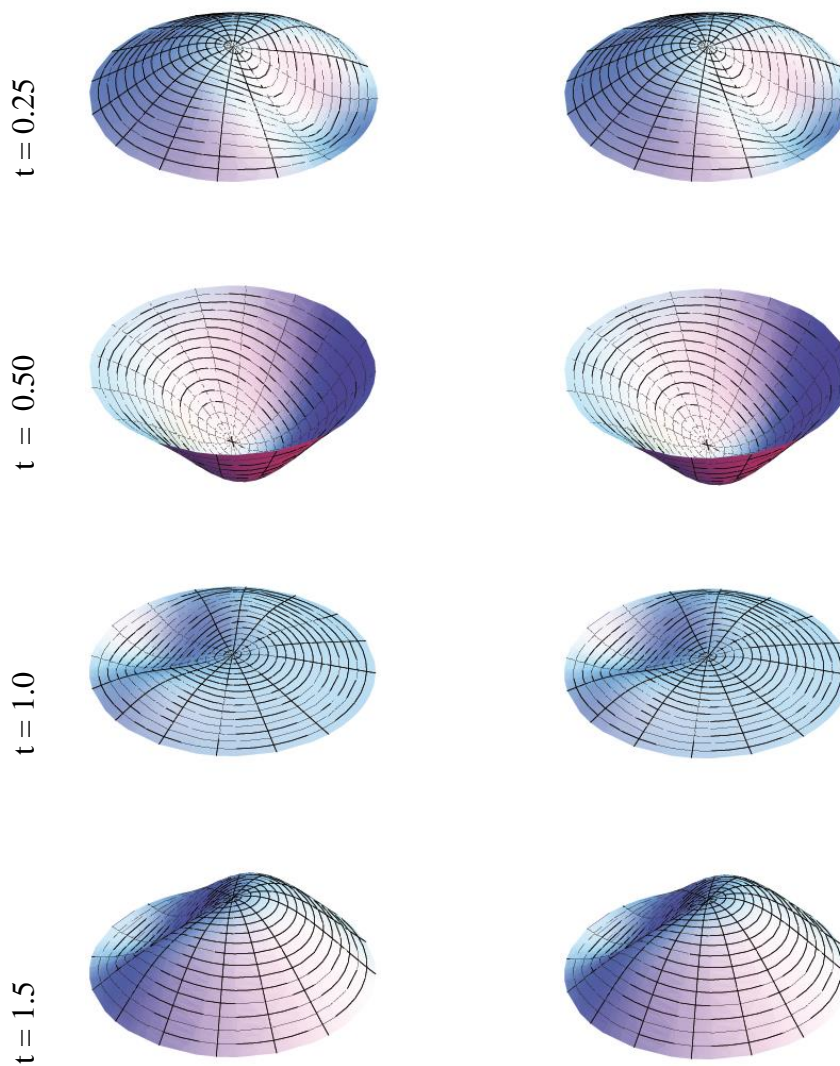 t = 0.25
t = 0.50
t = 1.0
t = 1.5